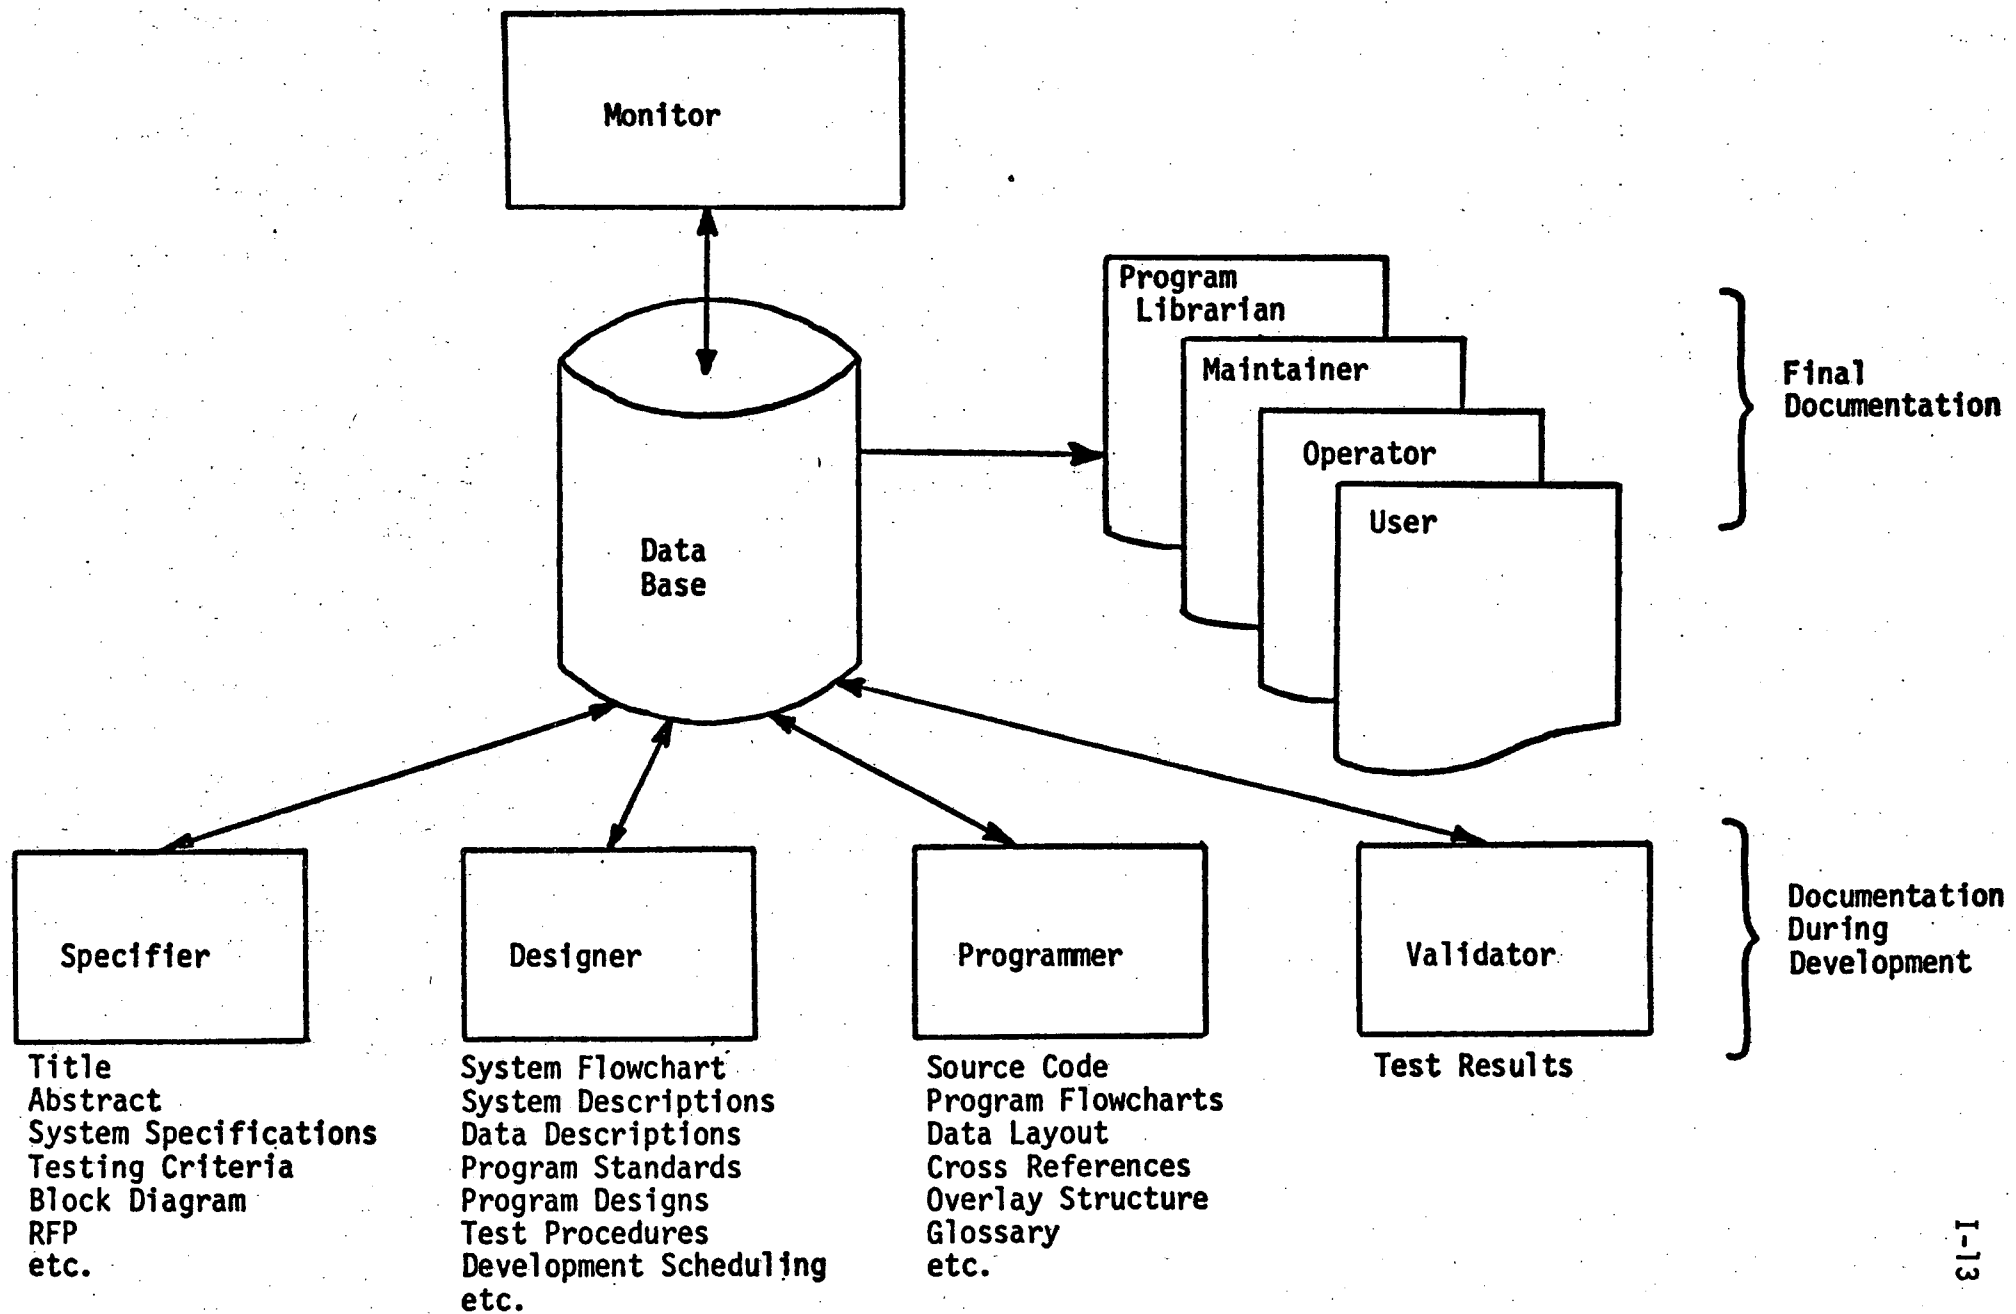 Monitor
Program
Librarian
Maintainer
Operator
User
Final
Documentation
Data
Base
Specifier
Designer
Programmer
Validator
Documentation
During
Development
Title
Abstract
System Specifications
Testing Criteria
Block Diagram
RFP
etc.
System Flowchart
System Descriptions
Data Descriptions
Program Standards
Program Designs
Test Procedures
Development Scheduling
etc.
Source Code
Program Flowcharts
Data Layout
Cross References
Overlay Structure
Glossary
etc.
Test Results
I-13